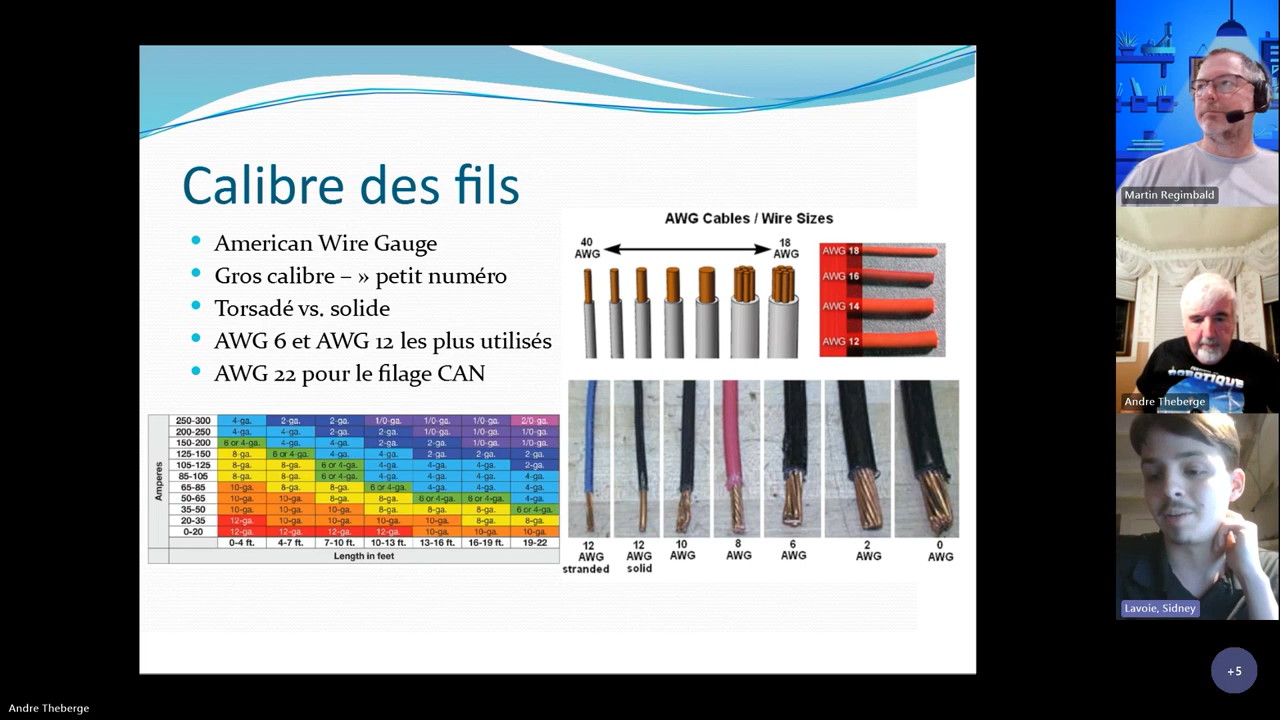 Calibre des fils
American Wire Gauge
Gros calibre – » petit numéro
Torsadé vs. solide
AWG 6 et AWG 12 les plus utilisés
AWG 22 pour le filage CAN
AWG Cables / Wire Sizes
40 AWG
18 AWG
AWG 18
AWG 16
AWG 14
AWG 12
12 AWG stranded
12 AWG solid
10 AWG
8 AWG
6 AWG
2 AWG
0 AWG
Amperes
250-300 4-ga. 2-ga. 2-ga. 1/0-ga. 1/0-ga. 1/0-ga. 2/0-ga.
200-250 4-ga. 4-ga. 2-ga. 2-ga. 1/0-ga. 1/0-ga. 1/0-ga.
150-200 6 or 4-ga. 4-ga. 4-ga. 2-ga. 2-ga. 1/0-ga. 1/0-ga.
125-150 8-ga. 6 or 4-ga. 4-ga. 4-ga. 2-ga. 2-ga. 2-ga.
105-125 8-ga. 8-ga. 6 or 4-ga. 4-ga. 4-ga. 4-ga. 2-ga.
85-105 8-ga. 8-ga. 6 or 4-ga. 4-ga. 4-ga. 4-ga. 4-ga.
65-85 10-ga. 8-ga. 8-ga. 6 or 4-ga. 4-ga. 4-ga. 4-ga.
50-65 10-ga. 10-ga. 8-ga. 8-ga. 6 or 4-ga. 6 or 4-ga. 4-ga.
35-50 10-ga. 10-ga. 10-ga. 8-ga. 8-ga. 8-ga. 6 or 4-ga.
20-35 12-ga. 10-ga. 10-ga. 10-ga. 10-ga. 8-ga. 8-ga.
0-20 12-ga. 12-ga. 12-ga. 12-ga. 10-ga. 10-ga. 10-ga.
0-4 ft. 4-7 ft. 7-10 ft. 10-13 ft. 13-16 ft. 16-19 ft. 19-22
Length in feet
Martin Regimbald
ROBOTIQUE
Andre Theberge
Lavoie, Sidney
+5
Andre Theberge